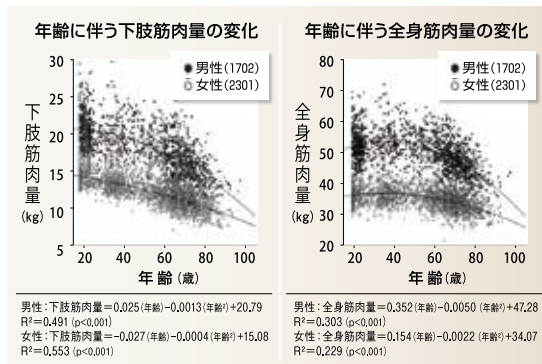 年齢に伴う下肢筋肉量の変化
男性(1702)
女性(2301)
下肢筋肉量
(kg)
30
25
20
15
10
5
20 40 60 80 100
年齢(歳)
男性:下肢筋肉量=0.025(年齢)-0.0013(年齢²)+20.79
R²=0.491 (p<0,001)
女性:下肢筋肉量=-0.027(年齢)-0.0004(年齢²)+15.08
R²=0.553 (p<0,001)
年齢に伴う全身筋肉量の変化
男性(1702)
女性(2301)
全身筋肉量
(kg)
80
70
60
50
40
30
20
20 40 60 80 100
年齢(歳)
男性:全身筋肉量=0.352(年齢)-0.0050(年齢²)+47.28
R²=0.303 (p<0,001)
女性:全身筋肉量=0.154(年齢)-0.0022(年齢²)+34.07
R²=0.229 (p<0,001)